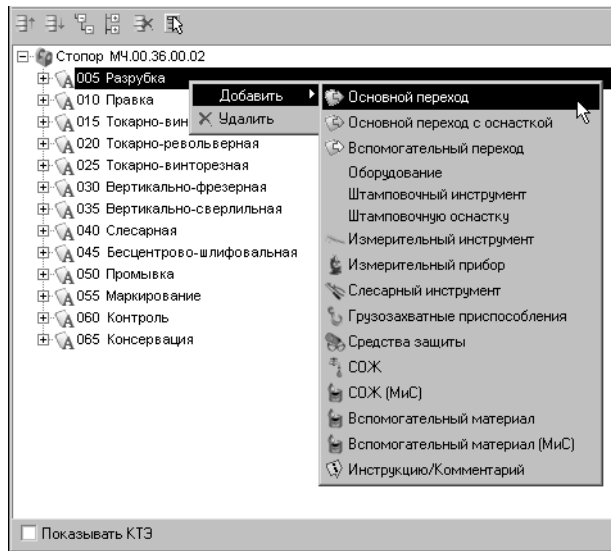 Стопор МЧ.00.36.00.02
005 Разрубка
010 Правка
015 Токарно-вин
020 Токарно-револьверная
025 Токарно-винторезная
030 Вертикально-фрезерная
035 Вертикально-сверлильная
040 Слесарная
045 Бесцентрово-шлифовальная
050 Промывка
055 Маркирование
060 Контроль
065 Консервация
Добавить
Удалить
Основной переход
Основной переход с оснасткой
Вспомогательный переход
Оборудование
Штамповочный инструмент
Штамповочную оснастку
Измерительный инструмент
Измерительный прибор
Слесарный инструмент
Грузозахватные приспособления
Средства защиты
СОЖ
СОЖ (МиС)
Вспомогательный материал
Вспомогательный материал (МиС)
Инструкцию/Комментарий
Показывать КТЭ